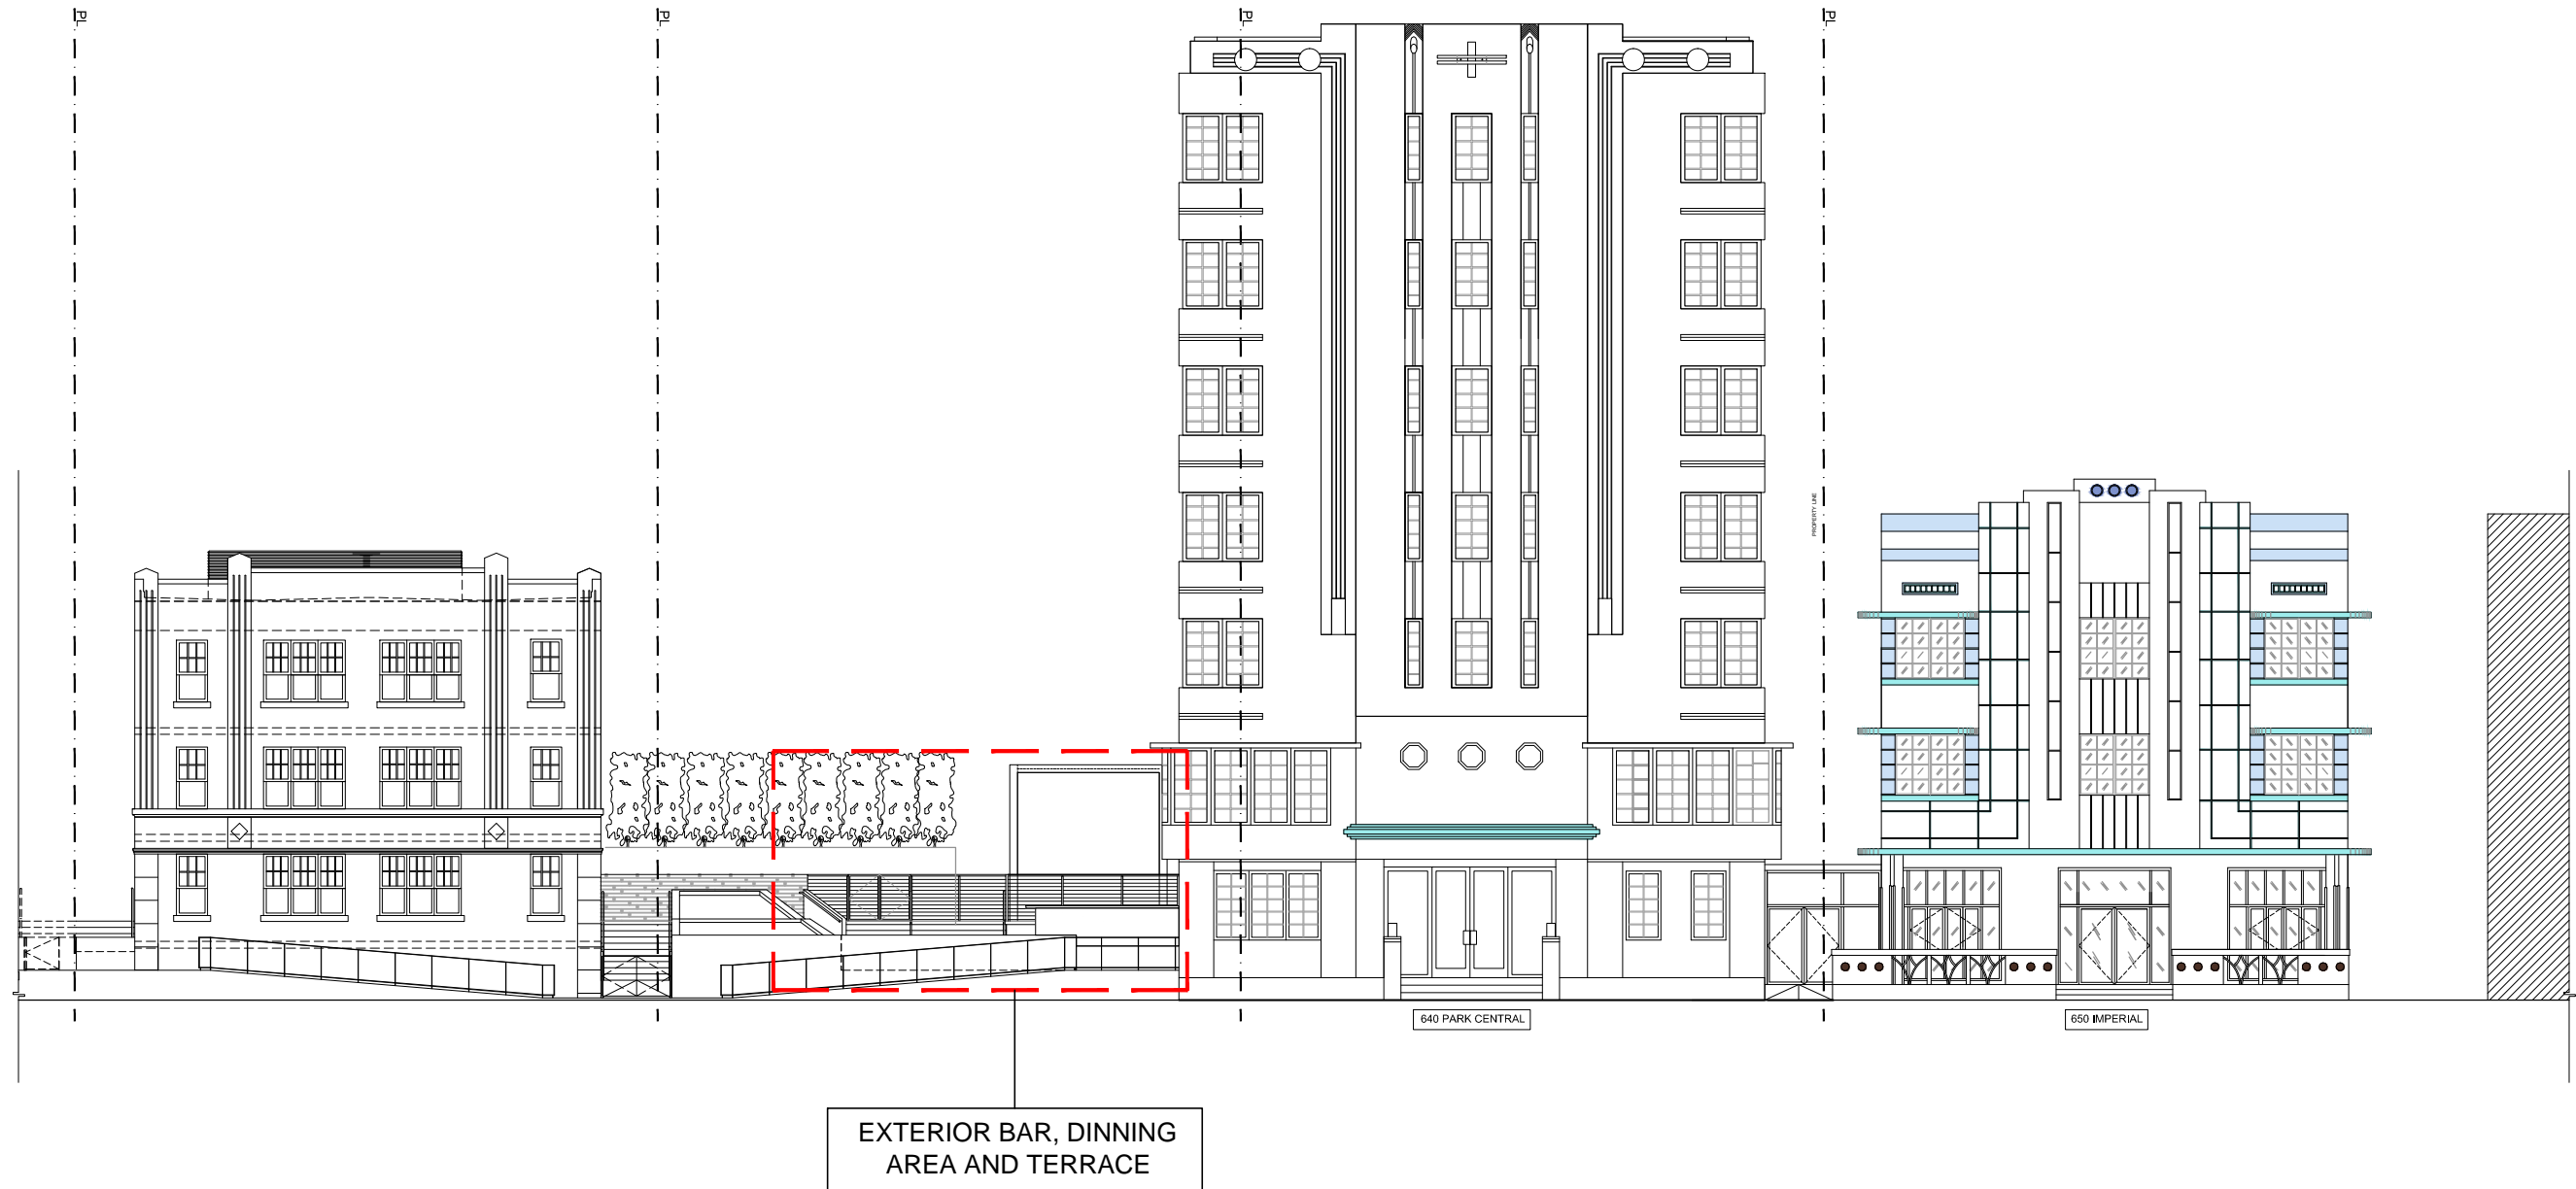 PL
PL
PL
PL
PROPERTY LINE
640 PARK CENTRAL
650 IMPERIAL
EXTERIOR BAR, DINNING
AREA AND TERRACE